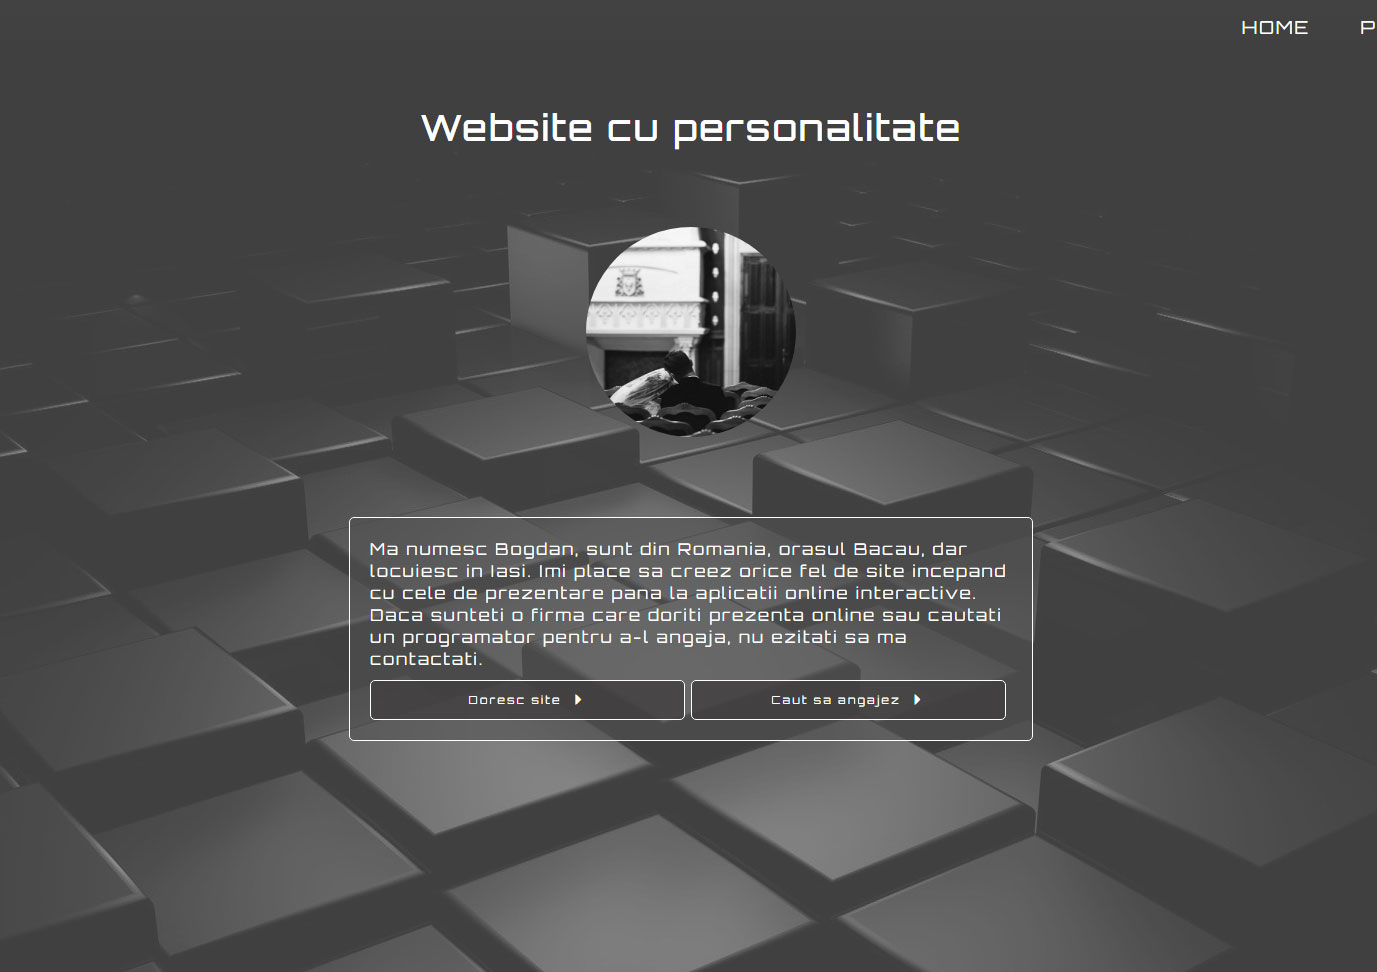 HOME P
Website cu personalitate
Ma numesc Bogdan, sunt din Romania, orasul Bacau, dar
locuiesc in Iasi. Imi place sa creez orice fel de site incepand
cu cele de prezentare pana la aplicatii online interactive.
Daca sunteti o firma care doriti prezenta online sau cautati
un programator pentru a-l angaja, nu ezitati sa ma
contactati.
Doresc site
Caut sa angajez